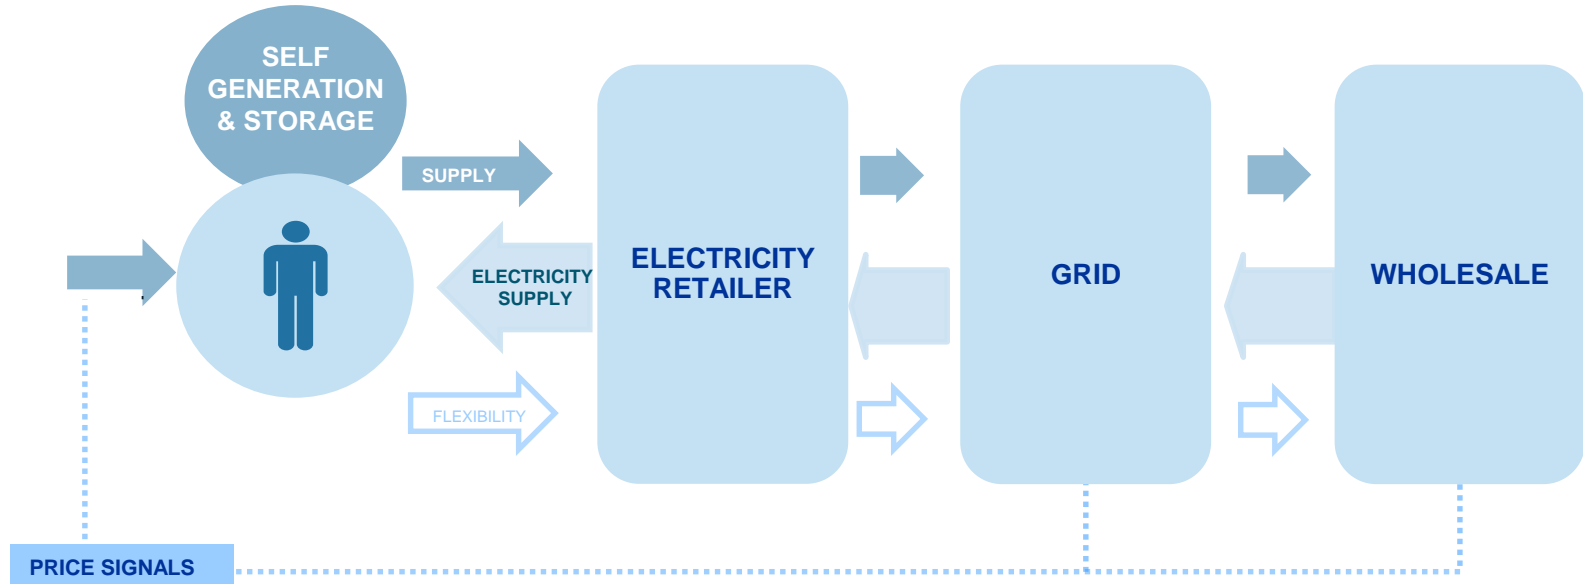 SELF
GENERATION
& STORAGE
SUPPLY
ELECTRICITY
SUPPLY
FLEXIBILITY
ELECTRICITY
RETAILER
GRID
WHOLESALE
PRICE SIGNALS